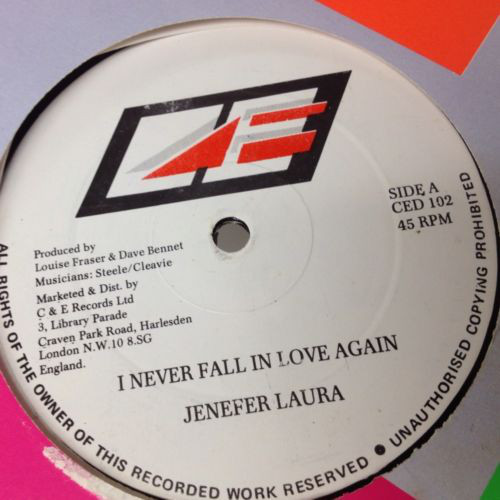 CE
SIDE A
CED 102
45 RPM
Produced by
Louise Fraser & Dave Bennet
Musicians: Steele/Cleavie
Marketed & Dist. by
C & E Records Ltd
3, Library Parade
Craven Park Road, Harlesden
London N.W.10 8.SG
England.
I NEVER FALL IN LOVE AGAIN
JENEFER LAURA
ALL RIGHTS OF THE OWNER OF THIS RECORDED WORK RESERVED • UNAUTHORISED COPYING PROHIBITED